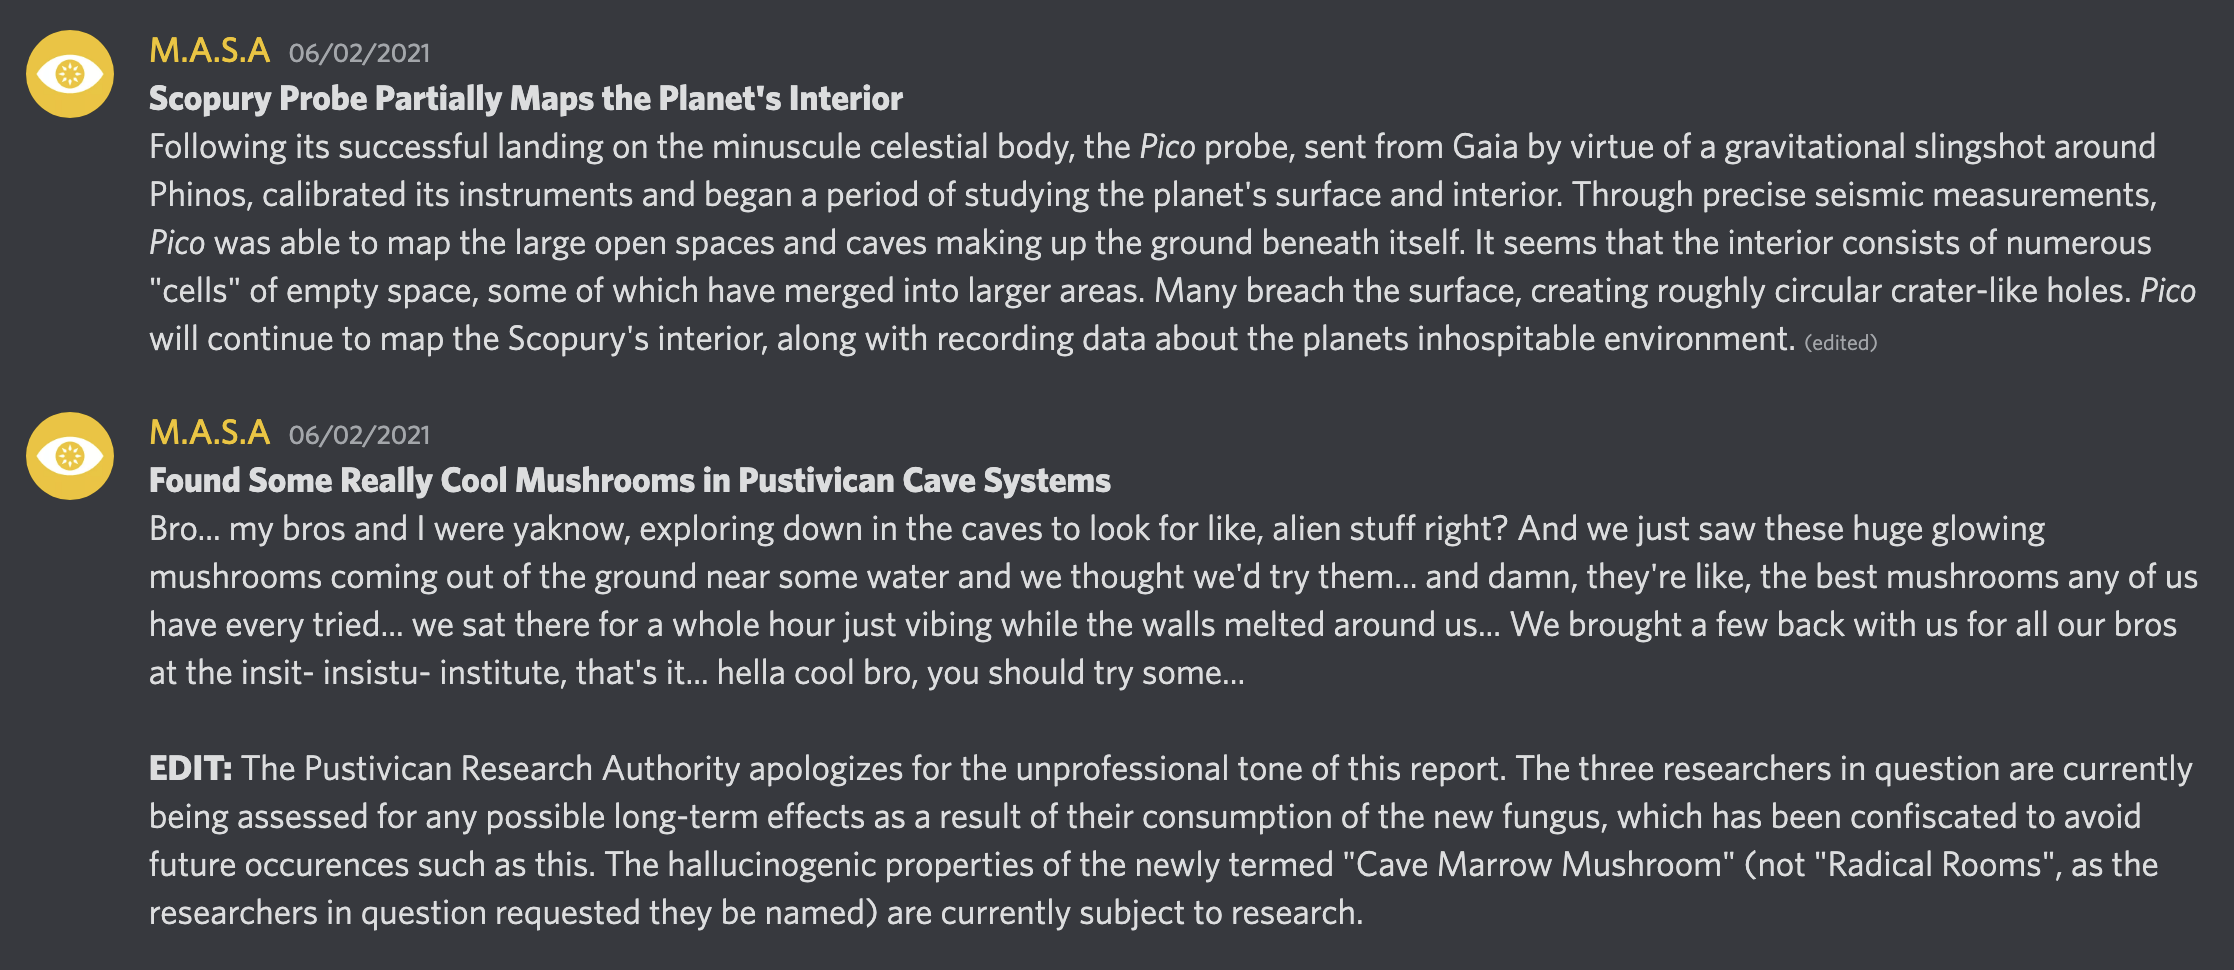 M.A.S.A 06/02/2021
Scopury Probe Partially Maps the Planet's Interior
Following its successful landing on the minuscule celestial body, the Pico probe, sent from Gaia by virtue of a gravitational slingshot around
Phinos, calibrated its instruments and began a period of studying the planet's surface and interior. Through precise seismic measurements,
Pico was able to map the large open spaces and caves making up the ground beneath itself. It seems that the interior consists of numerous
"cells" of empty space, some of which have merged into larger areas. Many breach the surface, creating roughly circular crater-like holes. Pico
will continue to map the Scopury's interior, along with recording data about the planets inhospitable environment. (edited)
M.A.S.A 06/02/2021
Found Some Really Cool Mushrooms in Pustivican Cave Systems
Bro... my bros and I were yaknow, exploring down in the caves to look for like, alien stuff right? And we just saw these huge glowing
mushrooms coming out of the ground near some water and we thought we'd try them... and damn, they're like, the best mushrooms any of us
have every tried... we sat there for a whole hour just vibing while the walls melted around us... We brought a few back with us for all our bros
at the insit- insistu- institute, that's it... hella cool bro, you should try some...
EDIT: The Pustivican Research Authority apologizes for the unprofessional tone of this report. The three researchers in question are currently
being assessed for any possible long-term effects as a result of their consumption of the new fungus, which has been confiscated to avoid
future occurences such as this. The hallucinogenic properties of the newly termed "Cave Marrow Mushroom" (not "Radical Rooms", as the
researchers in question requested they be named) are currently subject to research.